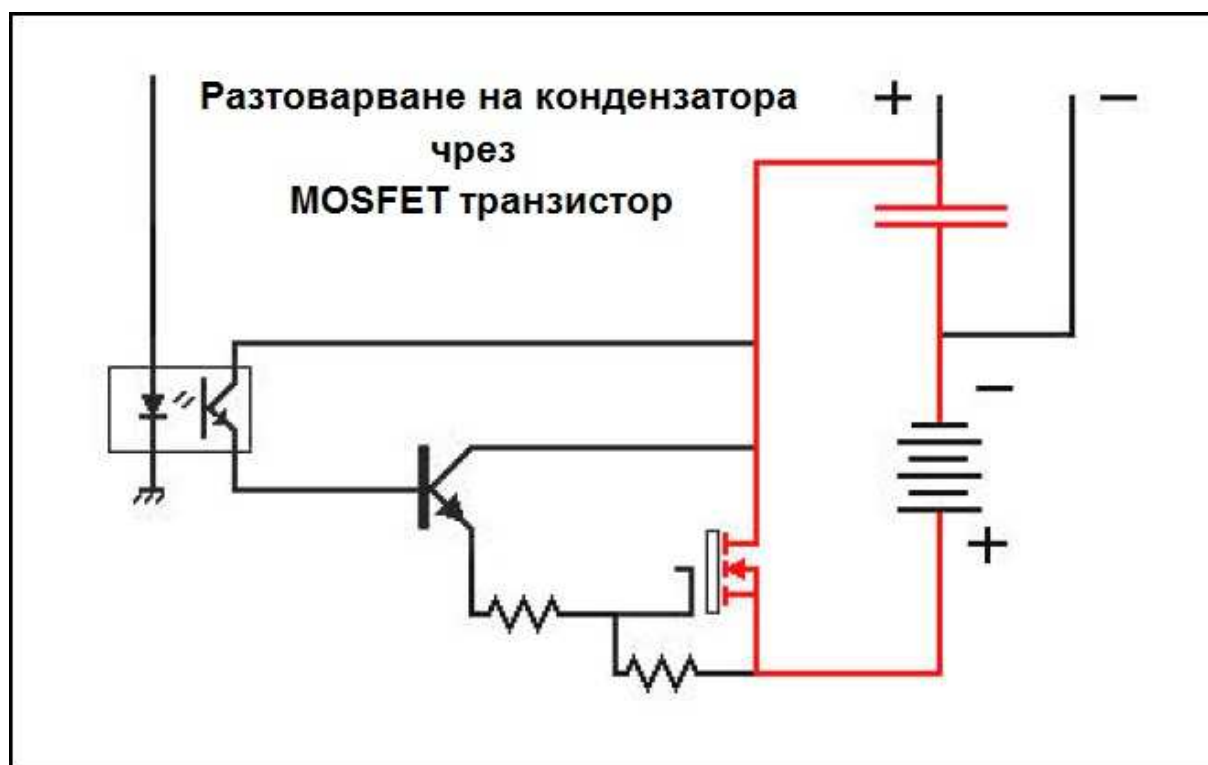 Разтоварване на кондензатора
чрез
MOSFET транзистор
+ −
−
+